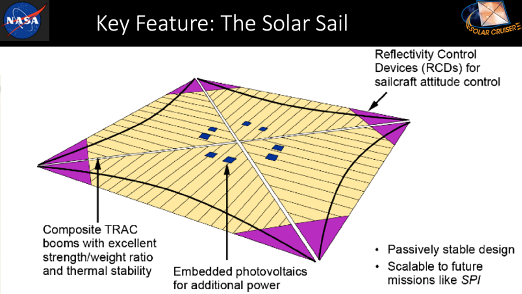 NASA
Key Feature: The Solar Sail
SOLAR CRUISER
Reflectivity Control
Devices (RCDs) for
sailcraft attitude control
Composite TRAC
booms with excellent
strength/weight ratio
and thermal stability
Embedded photovoltaics
for additional power
• Passively stable design
• Scalable to future
missions like SPI